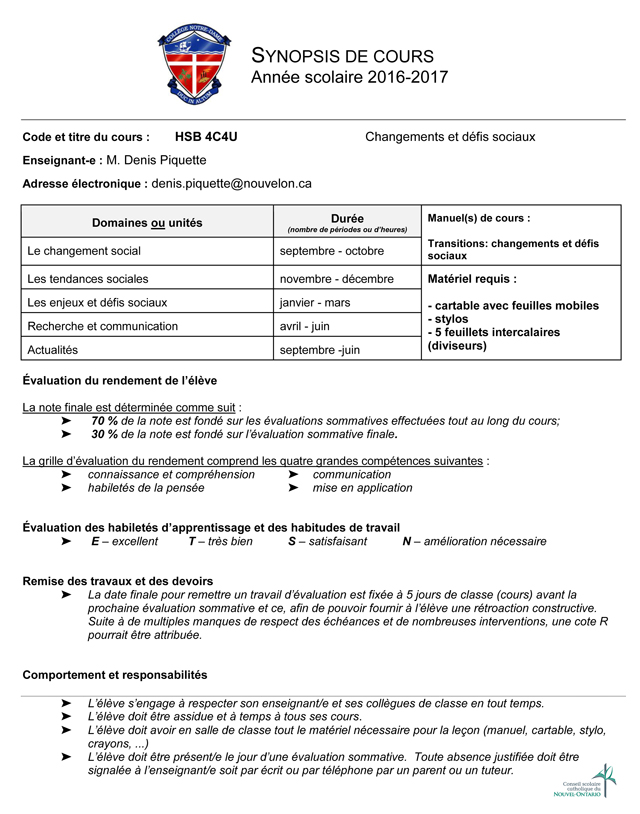 COLLÈGE NOTRE-DAME
DUC IN ALTUM
SYNOPSIS DE COURS
Année scolaire 2016-2017
Code et titre du cours : HSB 4C4U Changements et défis sociaux
Enseignant-e : M. Denis Piquette
Adresse électronique : denis.piquette@nouvelon.ca
Domaines ou unités
Durée
(nombre de périodes ou d'heures)
Manuel(s) de cours :
Transitions: changements et défis
sociaux
Le changement social septembre - octobre
Les tendances sociales novembre - décembre
Matériel requis :
Les enjeux et défis sociaux janvier - mars
- cartable avec feuilles mobiles
- stylos
Recherche et communication avril - juin
- 5 feuillets intercalaires
(diviseurs)
Actualités septembre -juin
Évaluation du rendement de l'élève
La note finale est déterminée comme suit :
➤ 70 % de la note est fondé sur les évaluations sommatives effectuées tout au long du cours;
➤ 30 % de la note est fondé sur l'évaluation sommative finale.
La grille d'évaluation du rendement comprend les quatre grandes compétences suivantes :
➤ connaissance et compréhension ➤ communication
➤ habiletés de la pensée ➤ mise en application
Évaluation des habiletés d'apprentissage et des habitudes de travail
➤ E – excellent T – très bien S – satisfaisant N – amélioration nécessaire
Remise des travaux et des devoirs
➤ La date finale pour remettre un travail d'évaluation est fixée à 5 jours de classe (cours) avant la
prochaine évaluation sommative et ce, afin de pouvoir fournir à l'élève une rétroaction constructive.
Suite à de multiples manques de respect des échéances et de nombreuses interventions, une cote R
pourrait être attribuée.
Comportement et responsabilités
➤ L'élève s'engage à respecter son enseignant/e et ses collègues de classe en tout temps.
➤ L'élève doit être assidue et à temps à tous ses cours.
➤ L'élève doit avoir en salle de classe tout le matériel nécessaire pour la leçon (manuel, cartable, stylo,
crayons, ...)
➤ L'élève doit être présent/e le jour d'une évaluation sommative. Toute absence justifiée doit être
signalée à l'enseignant/e soit par écrit ou par téléphone par un parent ou un tuteur.
Conseil scolaire
catholique du
NOUVEL-ONTARIO